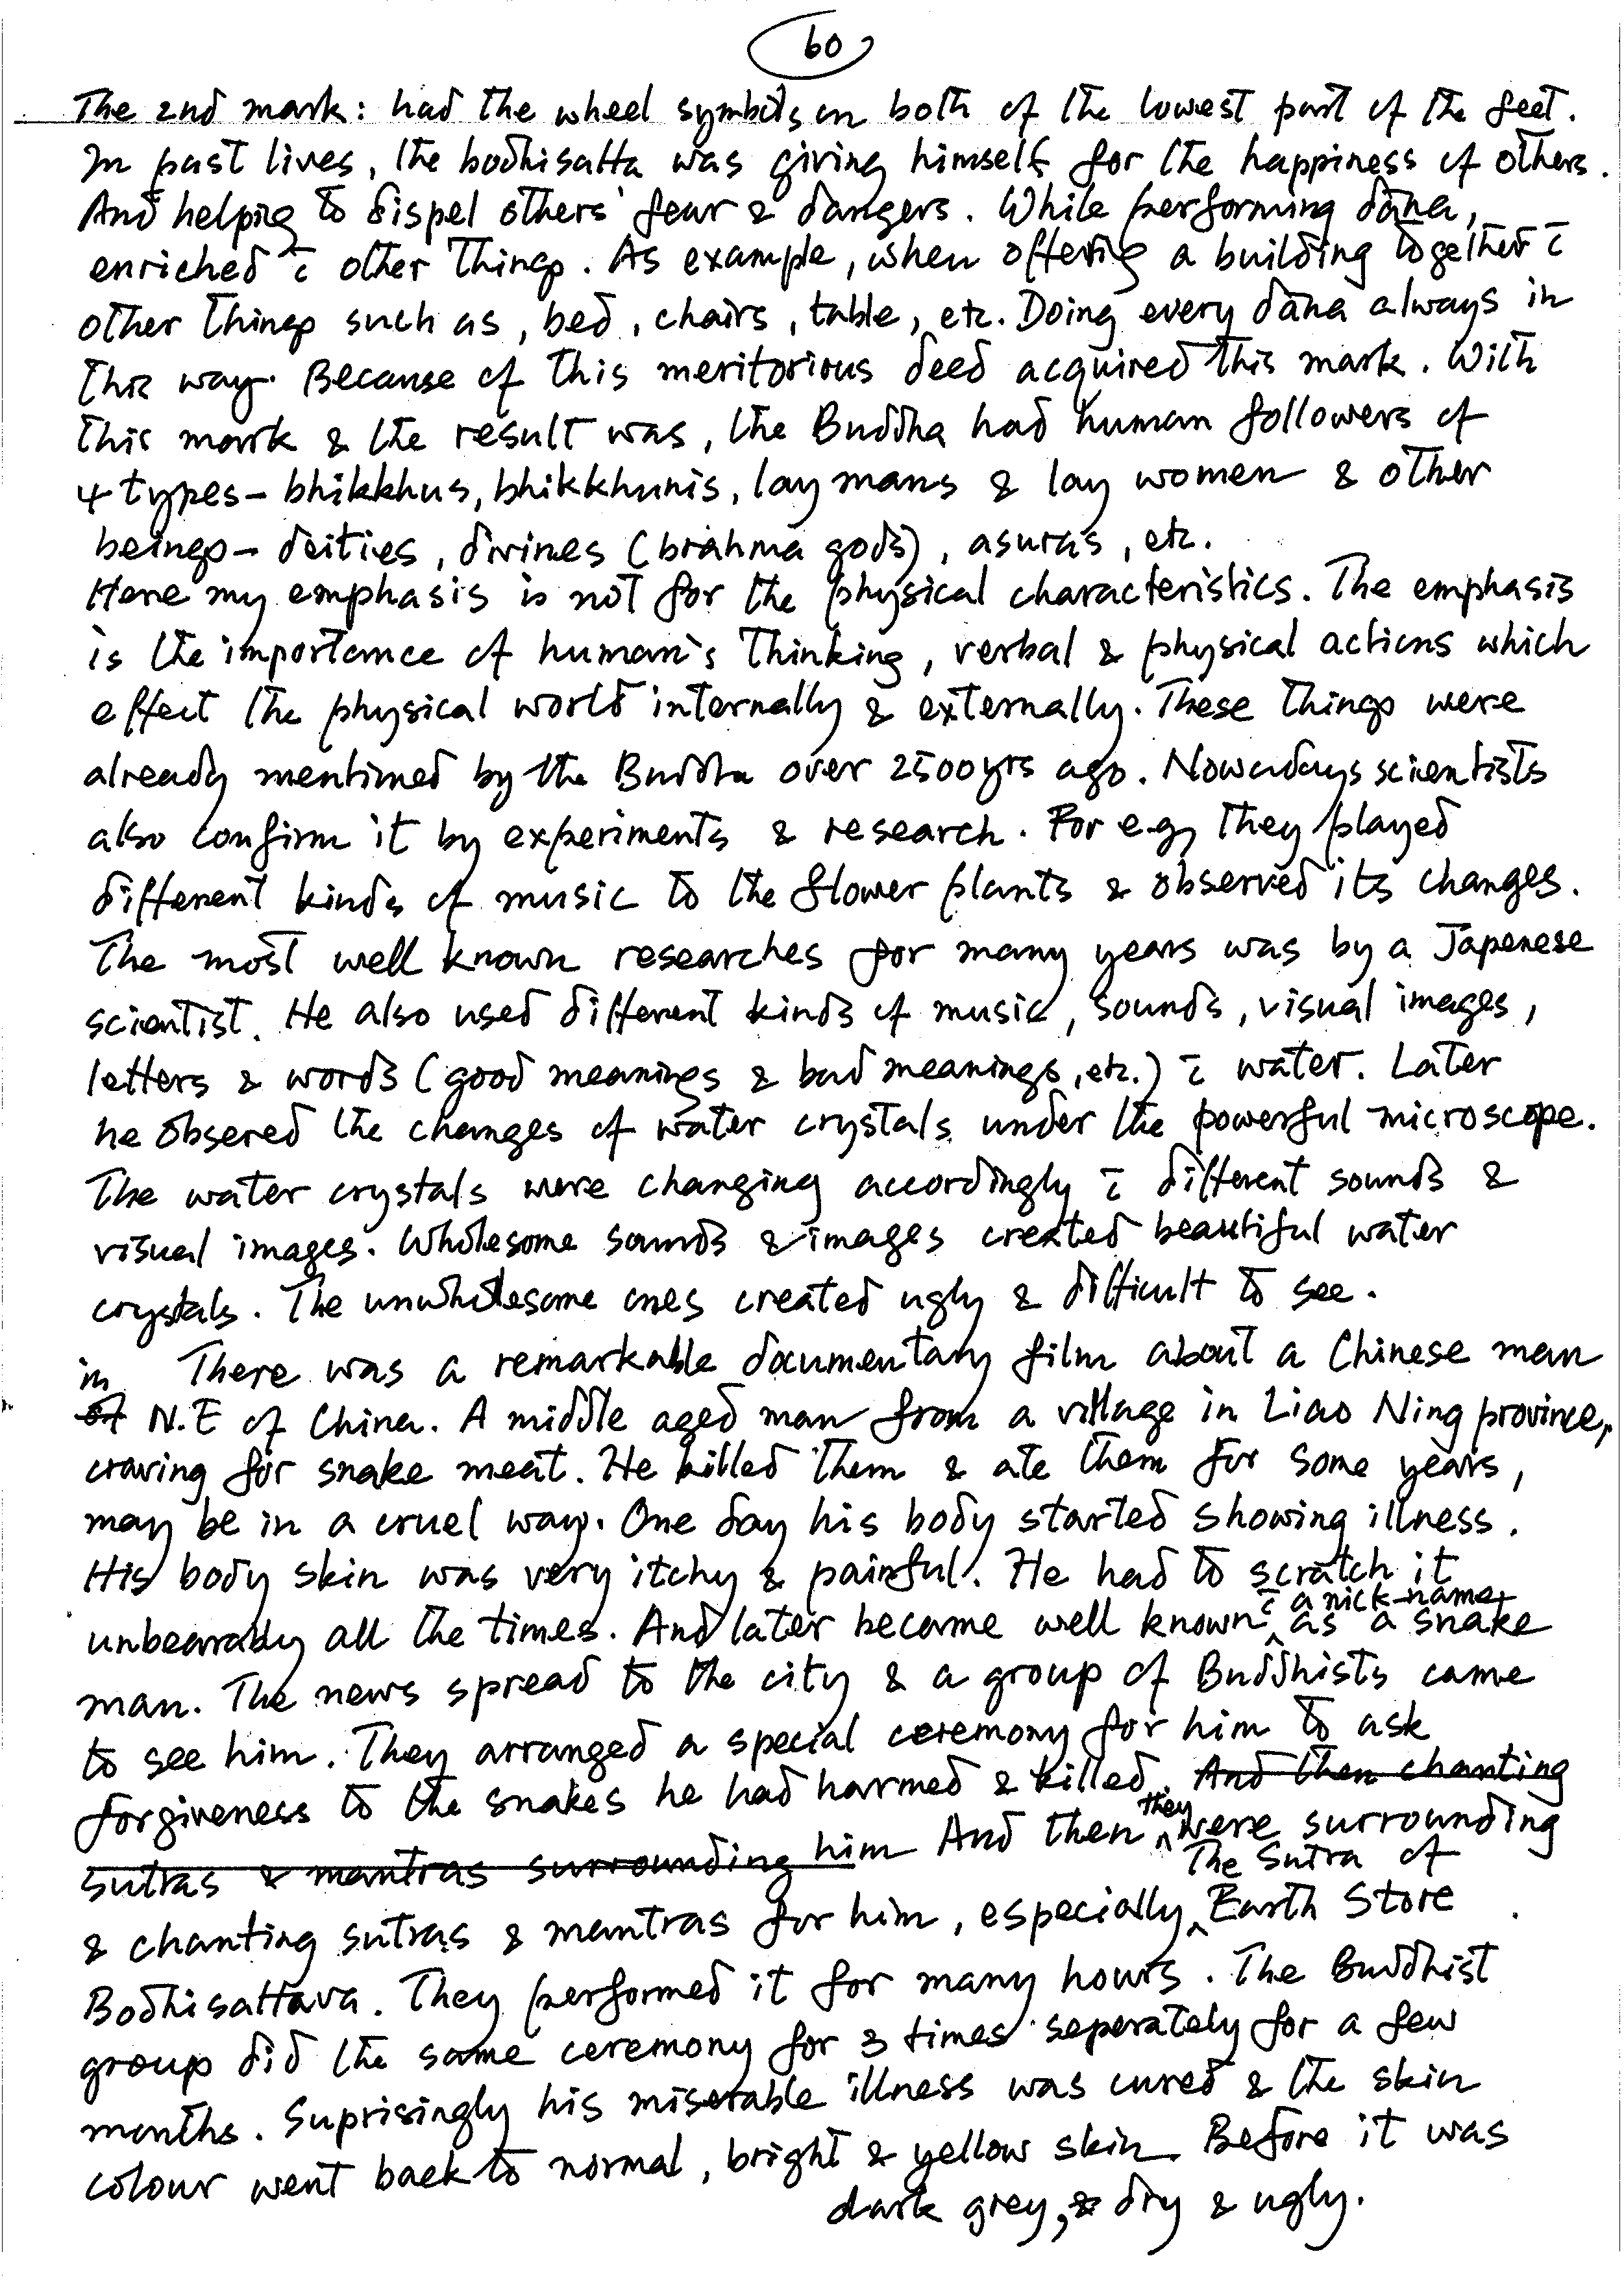 60
The 2nd mark: had the wheel symbols on both of the lowest part of the feet.
In past lives, the bodhisatta was giving himself for the happiness of others.
And helping to dispel others' fear & dangers. While performing dāna,
enriched c̄ other things. As example, when offering a building together c̄
other things such as, bed, chairs, table, etc. Doing every dāna always in
this way. Because of this meritorious deed acquired this mark. With
this mark & the result was, the Buddha had human followers of
4 types – bhikkhus, bhikkhunis, lay mans & lay women & other
beings – deities, divines (brahma gods), asuras, etc.
Here my emphasis is not for the physical characteristics. The emphasis
is the importance of human's thinking, verbal & physical actions which
effect the physical world internally & externally. These things were
already mentioned by the Buddha over 2500yrs ago. Nowadays scientists
also confirm it by experiments & research. For e.g, they played
different kinds of music to the flower plants & observed its changes.
The most well known researches for many years was by a Japenese
scientist. He also used different kinds of music, sounds, visual images,
letters & words (good meanings & bad meanings, etc.) c̄ water. Later
he obsered the changes of water crystals under the powerful microscope.
The water crystals were changing accordingly c̄ different sounds &
visual images. Wholesome sounds & images created beautiful water
crystals. The unwholesome ones created ugly & difficult to see.
in There was a remarkable documentary film about a Chinese man
of N.E of China. A middle aged man from a village in Liao Ning province,
craving for snake meat. He killed them & ate them for some years,
may be in a cruel way. One day his body started showing illness.
His body skin was very itchy & painful. He had to scratch it
c̄ a nick-name
unbearably all the times. And later become well known as a snake
man. The news spread to the city & a group of Buddhists came
to see him. They arranged a special ceremony for him to ask
forgiveness to the snakes he had harmed & killed. And then chanting
they
sutras & mantras surrounding him And then were surrounding
The Sutra of
& chanting sutras & mantras for him, especially Earth Store
Bodhisattava. They performed it for many hours. The Buddhist
group did the same ceremony for 3 times seperately for a few
months. Suprisingly his miserable illness was cured & the skin
colour went back to normal, bright & yellow skin. Before it was
dark grey, & dry & ugly.